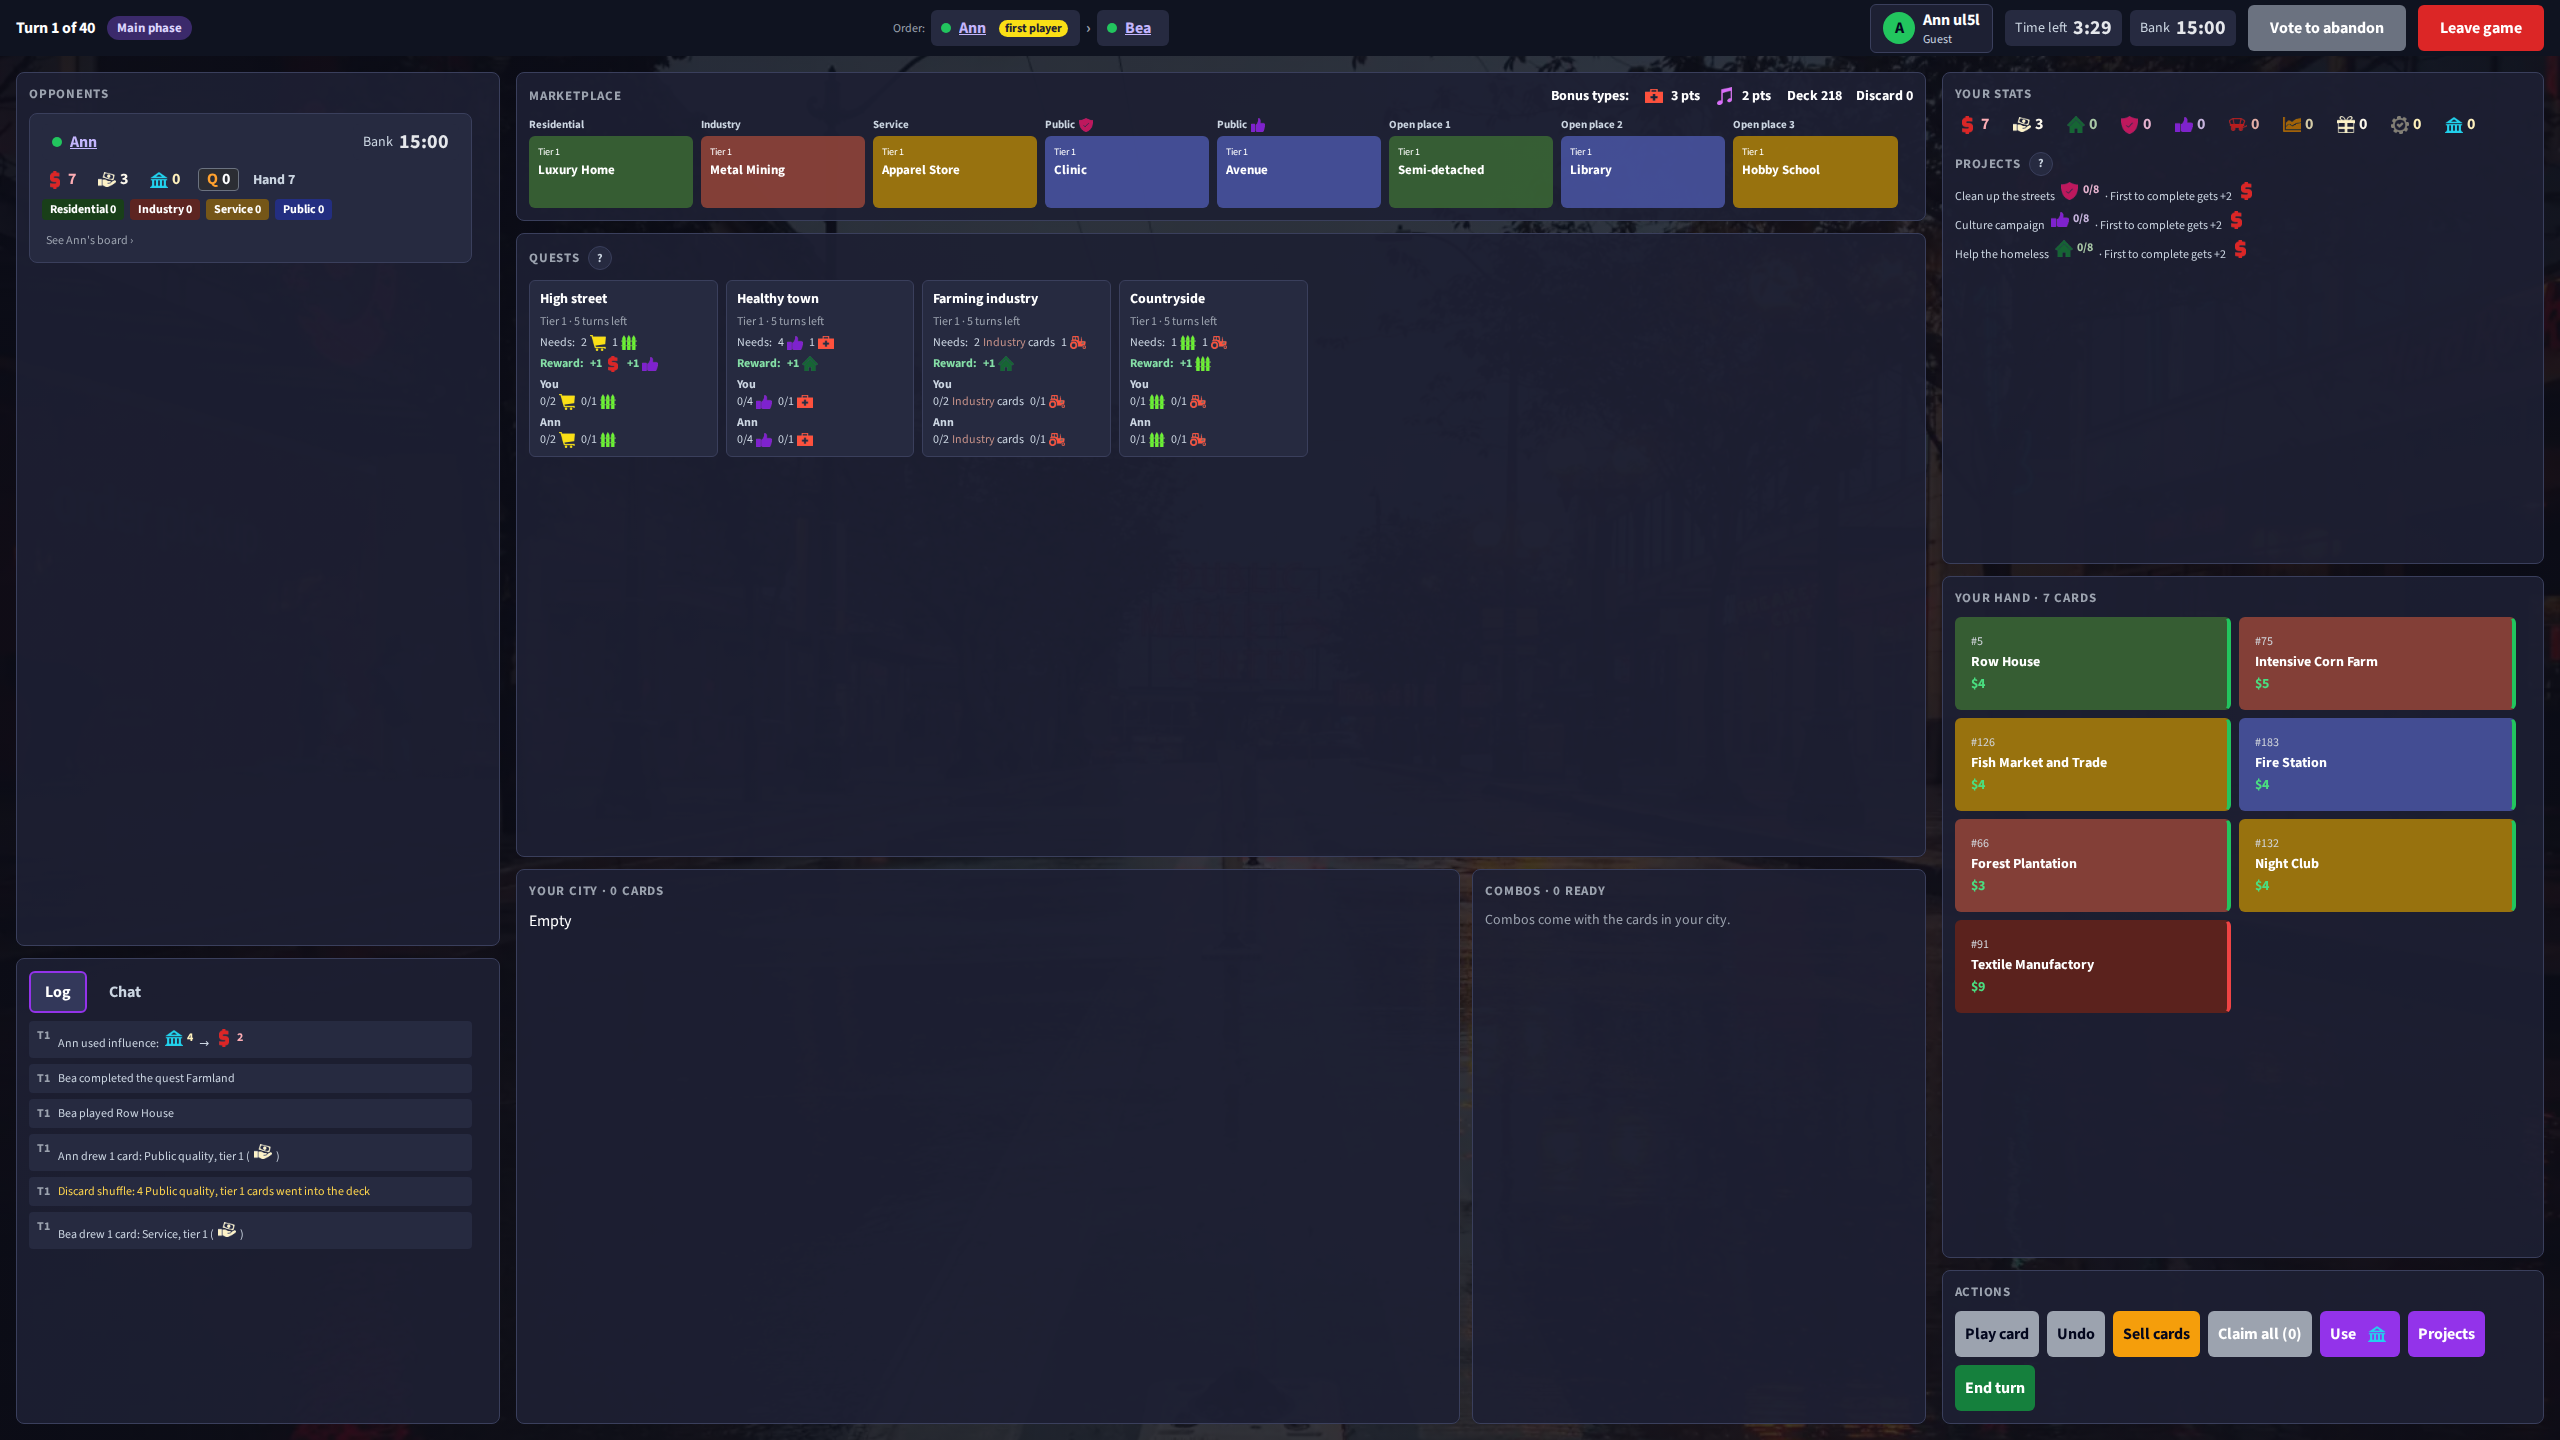 Turn 1 of 40 Main phase
Order: Ann first player › Bea
A Ann ul5l
Guest
Time left 3:29
Bank 15:00
Vote to abandon
Leave game
OPPONENTS
Ann Bank 15:00
7 3 0 Q 0 Hand 7
Residential 0 Industry 0 Service 0 Public 0
See Ann's board ›
MARKETPLACE
Bonus types: 3 pts 2 pts Deck 218 Discard 0
Residential Industry Service Public Public Open place 1 Open place 2 Open place 3
Tier 1 Tier 1 Tier 1 Tier 1 Tier 1 Tier 1 Tier 1 Tier 1
Luxury Home Metal Mining Apparel Store Clinic Avenue Semi-detached Library Hobby School
QUESTS ?
High street
Tier 1 · 5 turns left
Needs: 2 1
Reward: +1 +1
You
0/2 0/1
Ann
0/2 0/1
Healthy town
Tier 1 · 5 turns left
Needs: 4 1
Reward: +1
You
0/4 0/1
Ann
0/4 0/1
Farming industry
Tier 1 · 5 turns left
Needs: 2 Industry cards 1
Reward: +1
You
0/2 Industry cards 0/1
Ann
0/2 Industry cards 0/1
Countryside
Tier 1 · 5 turns left
Needs: 1 1
Reward: +1
You
0/1 0/1
Ann
0/1 0/1
YOUR STATS
7 3 0 0 0 0 0 0 0 0
PROJECTS ?
Clean up the streets 0/8 · First to complete gets +2
Culture campaign 0/8 · First to complete gets +2
Help the homeless 0/8 · First to complete gets +2
YOUR HAND · 7 CARDS
#5
Row House
$4
#75
Intensive Corn Farm
$5
#126
Fish Market and Trade
$4
#183
Fire Station
$4
#66
Forest Plantation
$3
#132
Night Club
$4
#91
Textile Manufactory
$9
YOUR CITY · 0 CARDS
Empty
COMBOS · 0 READY
Combos come with the cards in your city.
Log Chat
T1 Ann used influence: 4 → 2
T1 Bea completed the quest Farmland
T1 Bea played Row House
T1 Ann drew 1 card: Public quality, tier 1 ( )
T1 Discard shuffle: 4 Public quality, tier 1 cards went into the deck
T1 Bea drew 1 card: Service, tier 1 ( )
ACTIONS
Play card Undo Sell cards Claim all (0) Use Projects
End turn